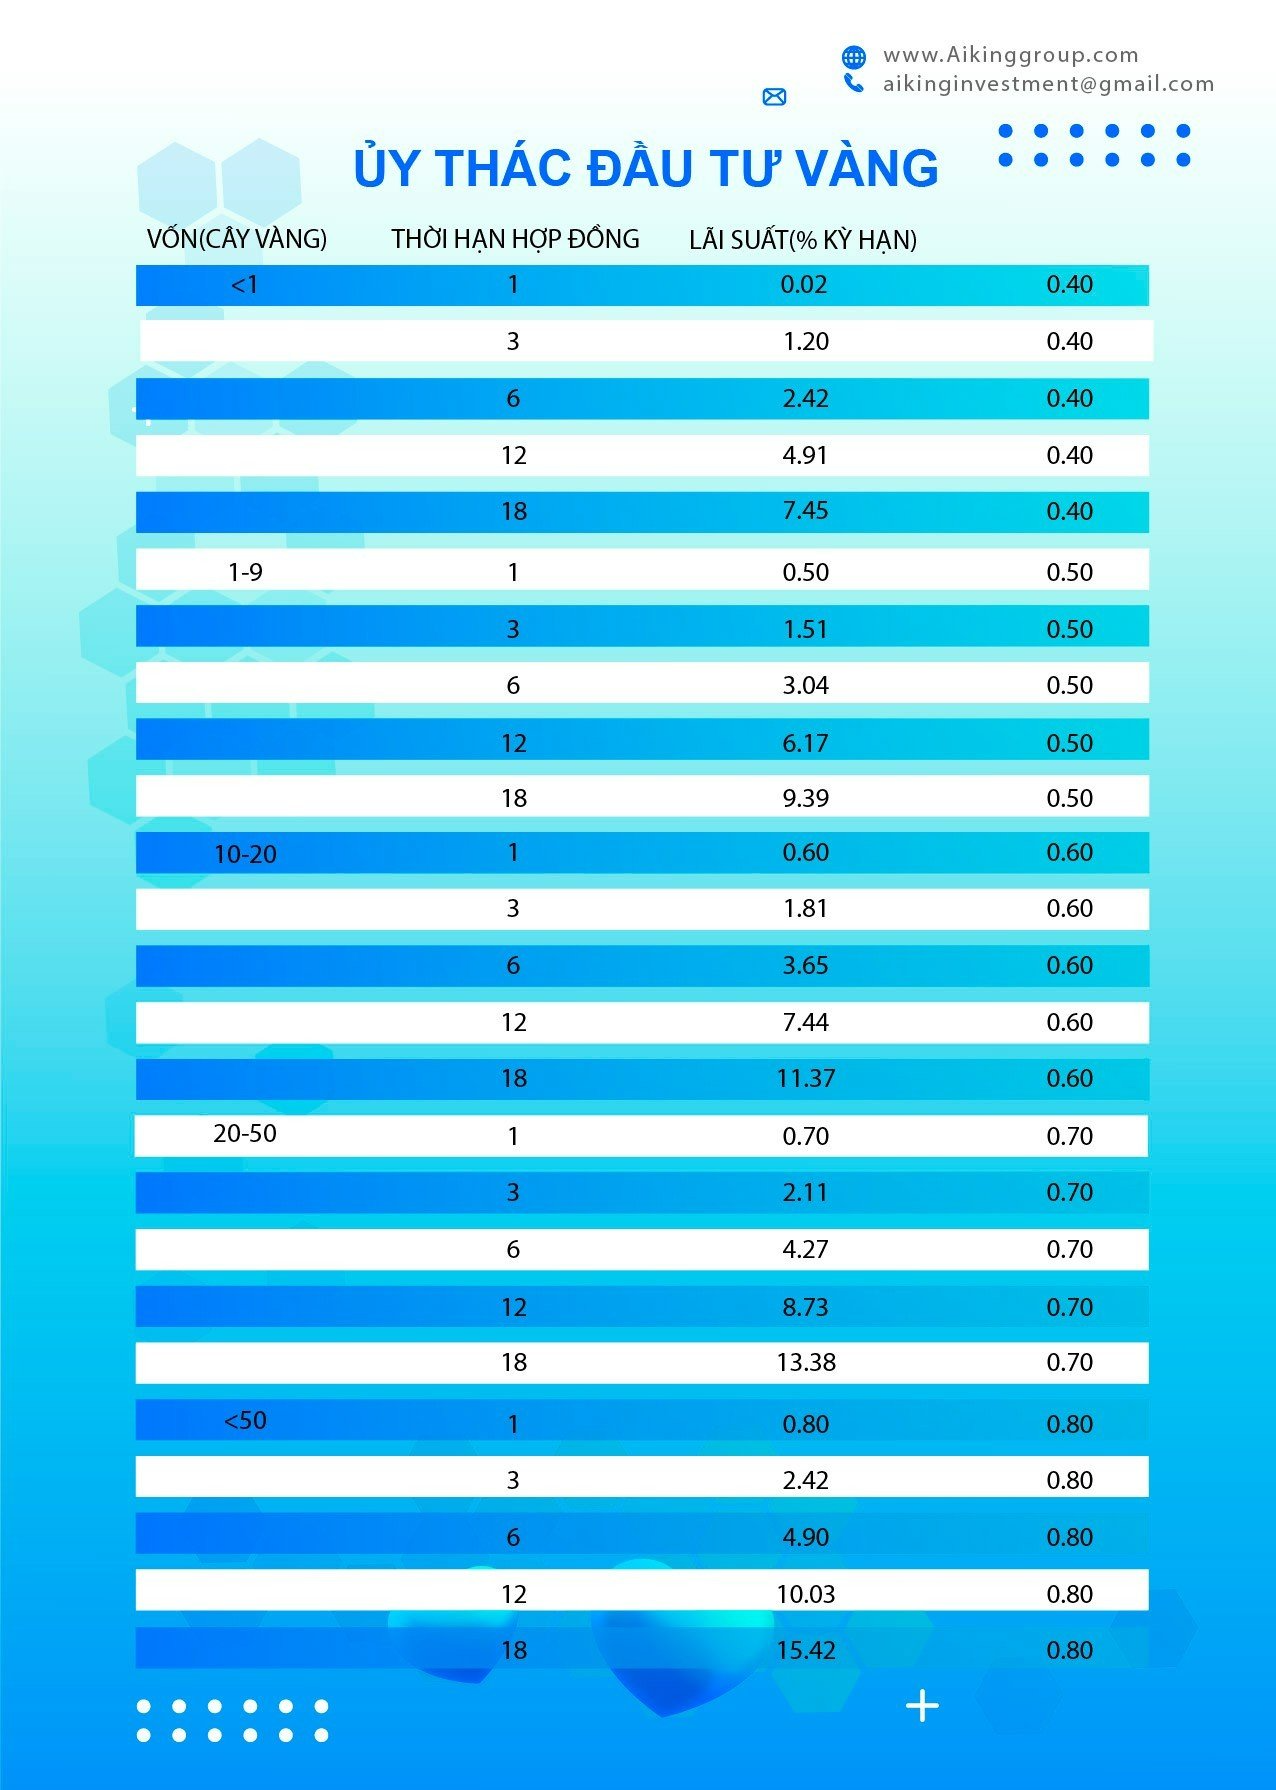 www.Aikinggroup.com
aikinginvestment@gmail.com
ỦY THÁC ĐẦU TƯ VÀNG
VỐN(CÂY VÀNG) THỜI HẠN HỢP ĐỒNG LÃI SUẤT(% KỲ HẠN)
<1 1 0.02 0.40
3 1.20 0.40
6 2.42 0.40
12 4.91 0.40
18 7.45 0.40
1-9 1 0.50 0.50
3 1.51 0.50
6 3.04 0.50
12 6.17 0.50
18 9.39 0.50
10-20 1 0.60 0.60
3 1.81 0.60
6 3.65 0.60
12 7.44 0.60
18 11.37 0.60
20-50 1 0.70 0.70
3 2.11 0.70
6 4.27 0.70
12 8.73 0.70
18 13.38 0.70
<50 1 0.80 0.80
3 2.42 0.80
6 4.90 0.80
12 10.03 0.80
18 15.42 0.80